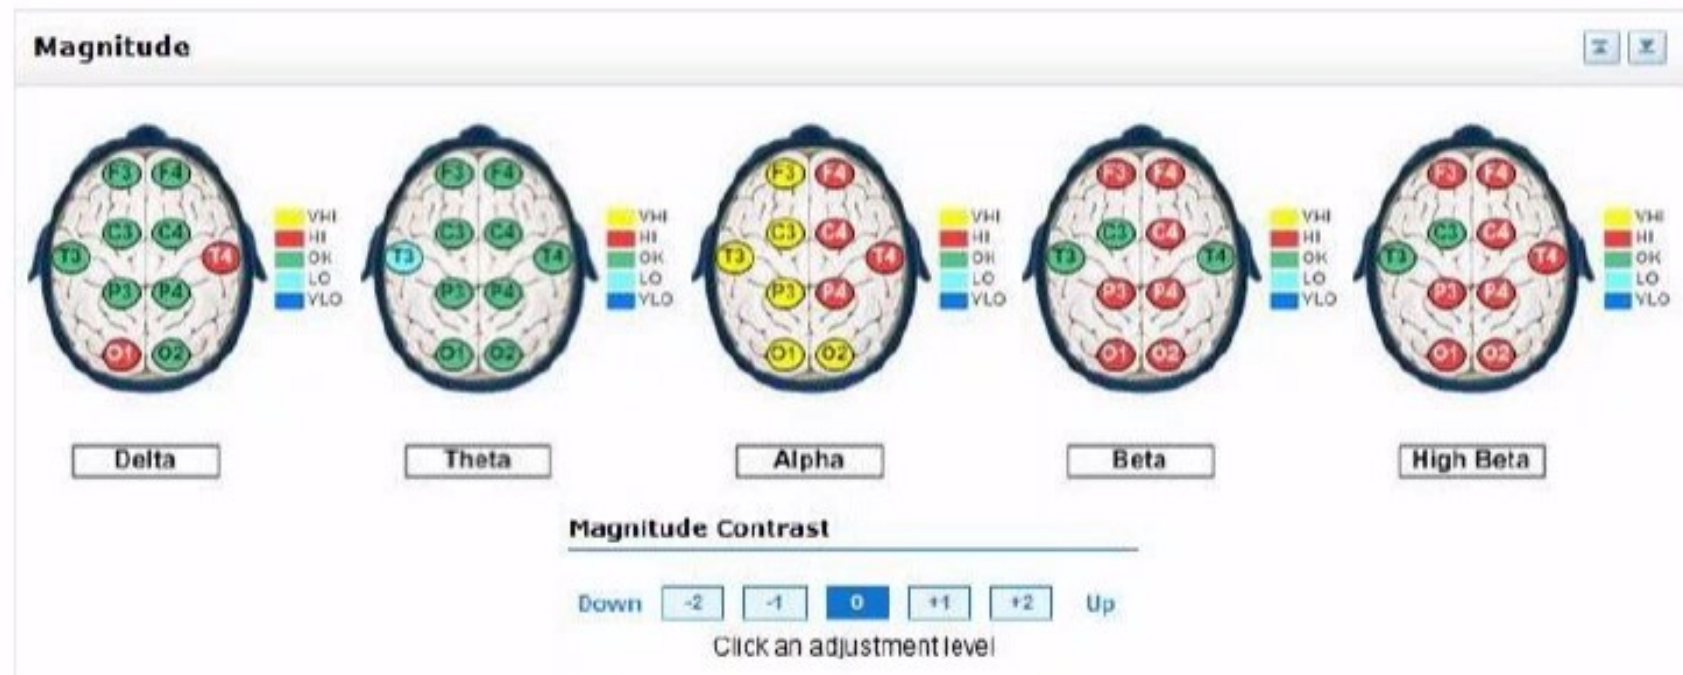 Magnitude
F3 F4 C3 C4 T3 T4 P3 P4 O1 O2
VHI
HI
OK
LO
VLO
F3 F4 C3 C4 T3 T4 P3 P4 O1 O2
VHI
HI
OK
LO
VLO
F3 F4 C3 C4 T3 T4 P3 P4 O1 O2
VHI
HI
OK
LO
VLO
F3 F4 C3 C4 T3 T4 P3 P4 O1 O2
VHI
HI
OK
LO
VLO
F3 F4 C3 C4 T3 T4 P3 P4 O1 O2
VHI
HI
OK
LO
VLO
Delta Theta Alpha Beta High Beta
Magnitude Contrast
Down -2 -1 0 +1 +2 Up
Click an adjustment level